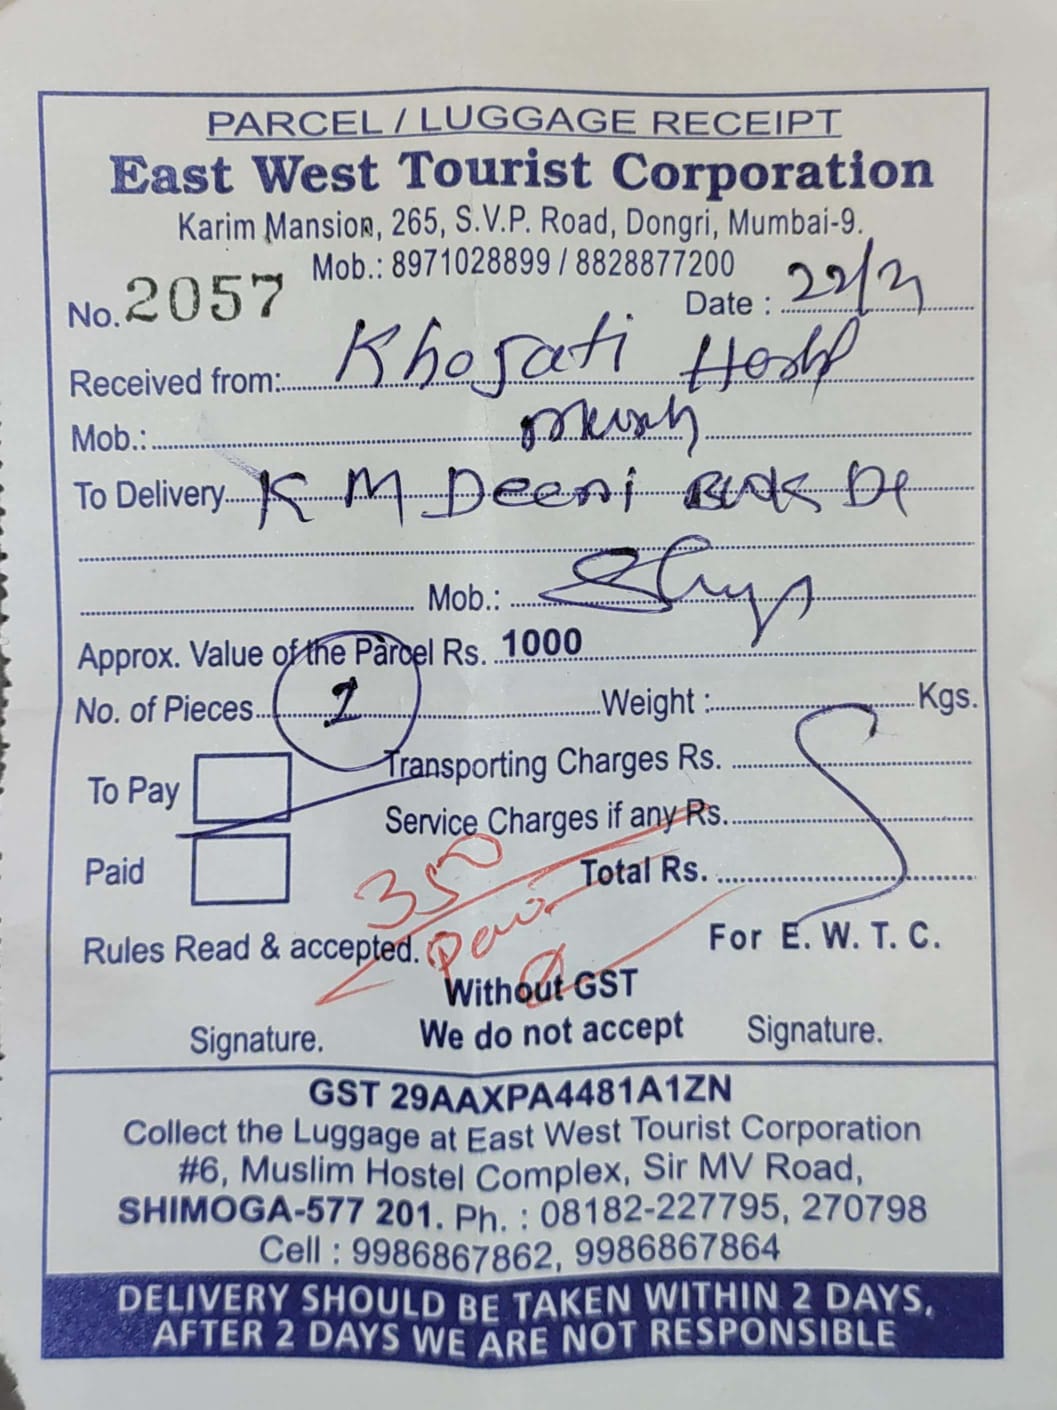 PARCEL / LUGGAGE RECEIPT
East West Tourist Corporation
Karim Mansion, 265, S.V.P. Road, Dongri, Mumbai-9.
Mob.: 8971028899 / 8828877200
No. 2057 Date : 22/
Received from: Hosp
Mob.:
To Delivery K M
Mob.:
Approx. Value of the Parcel Rs. 1000
No. of Pieces 1 Weight : Kgs.
To Pay Transporting Charges Rs.
Service Charges if any Rs.
350
Paid Total Rs.
Rules Read & accepted. For E. W. T. C.
Without GST
Signature. We do not accept Signature.
GST 29AAXPA4481A1ZN
Collect the Luggage at East West Tourist Corporation
#6, Muslim Hostel Complex, Sir MV Road,
SHIMOGA-577 201. Ph. : 08182-227795, 270798
Cell : 9986867862, 9986867864
DELIVERY SHOULD BE TAKEN WITHIN 2 DAYS,
AFTER 2 DAYS WE ARE NOT RESPONSIBLE